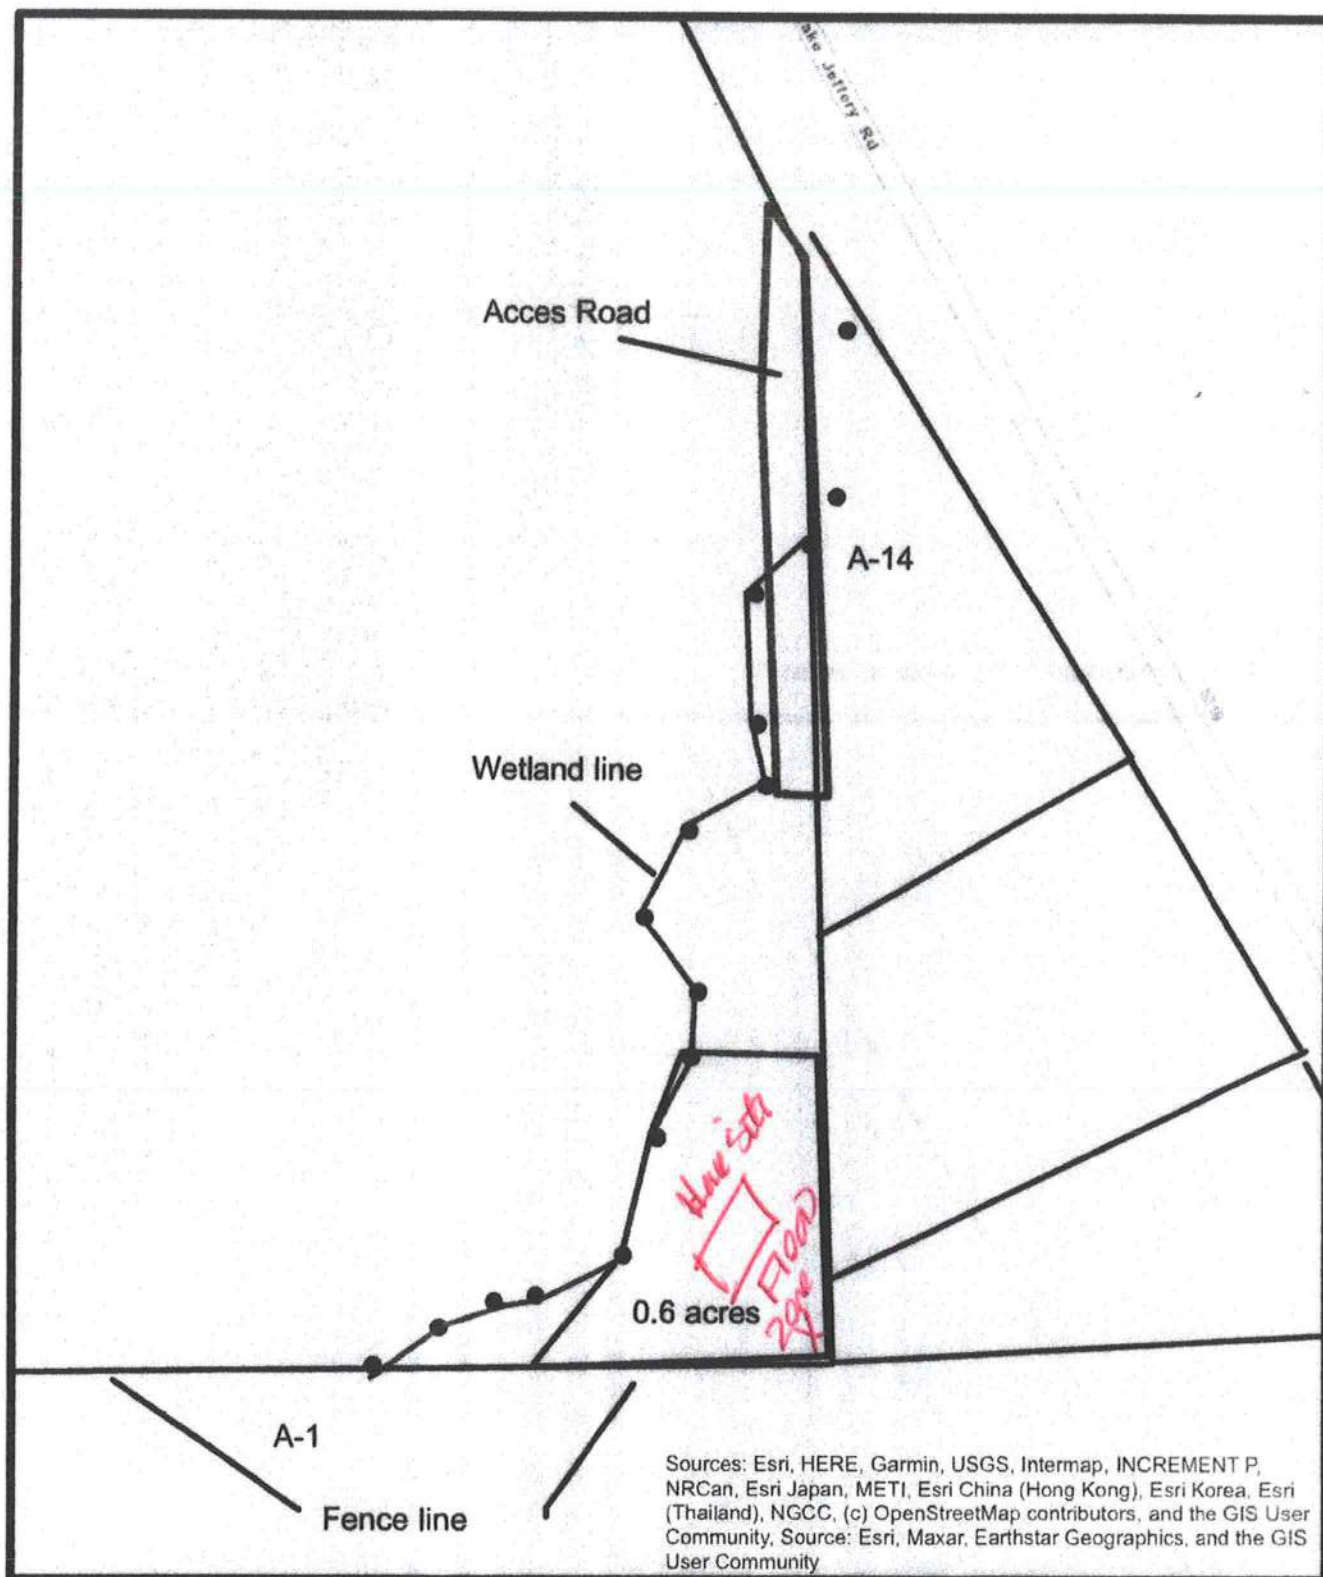 ake Jeffery Rd
Acces Road
A-14
Wetland line
Home Site
Flood
Zone
X
0.6 acres
A-1
Fence line
Sources: Esri, HERE, Garmin, USGS, Intermap, INCREMENT P,
NRCan, Esri Japan, METI, Esri China (Hong Kong), Esri Korea, Esri
(Thailand), NGCC, (c) OpenStreetMap contributors, and the GIS User
Community, Source: Esri, Maxar, Earthstar Geographics, and the GIS
User Community